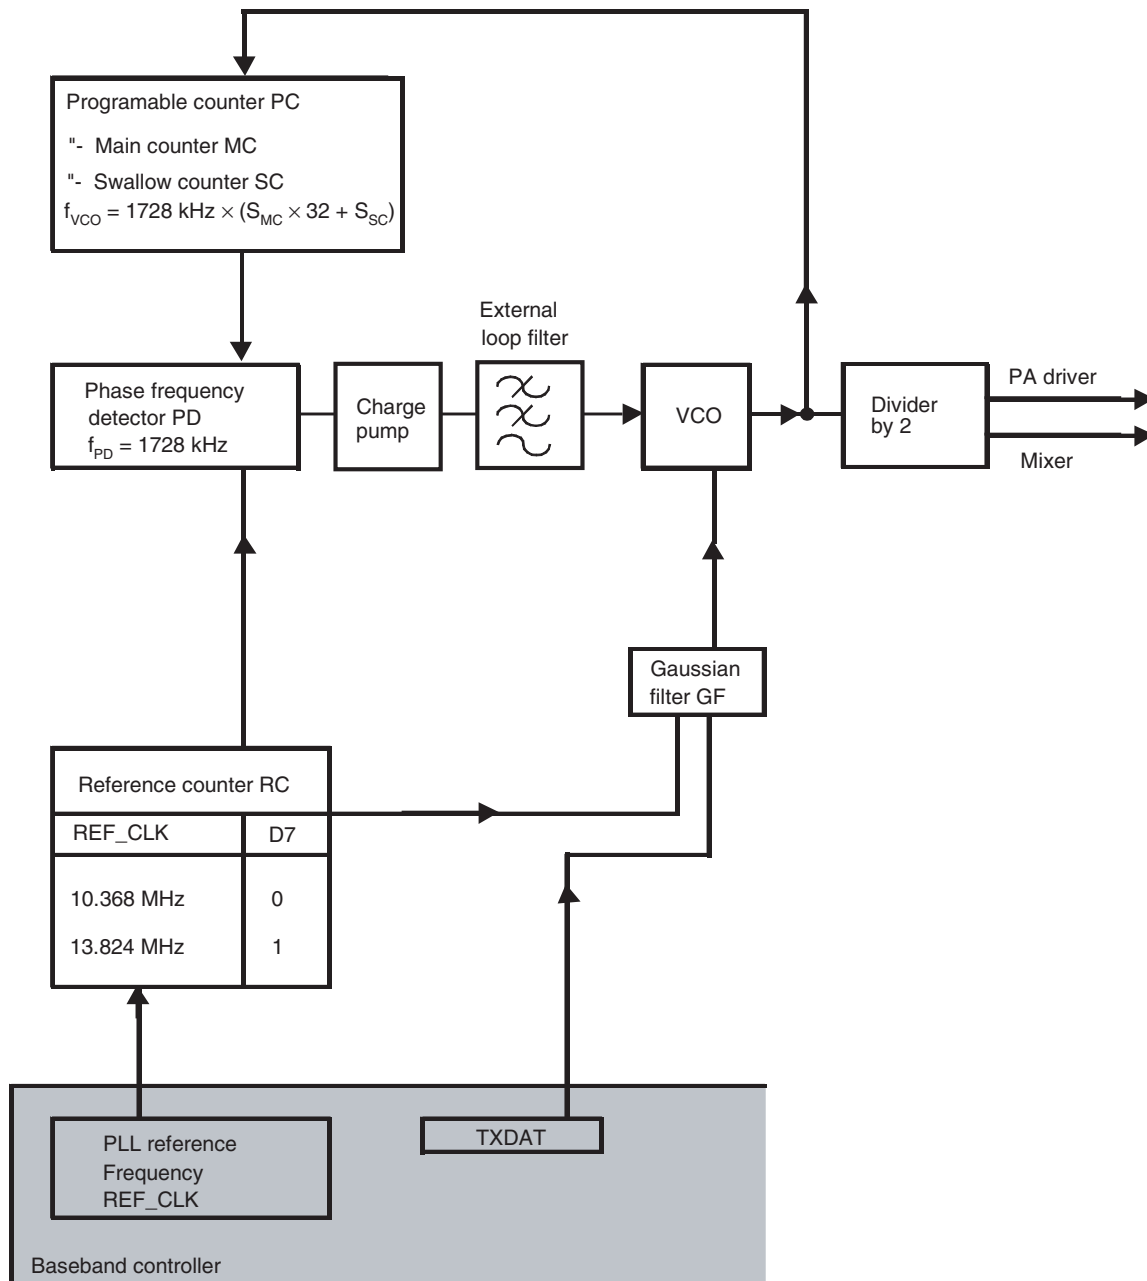 Programable counter PC
"- Main counter MC
"- Swallow counter SC
f_VCO = 1728 kHz × (S_MC × 32 + S_SC)
External
loop filter
Phase frequency
detector PD
f_PD = 1728 kHz
Charge
pump
VCO
Divider
by 2
PA driver
Mixer
Gaussian
filter GF
Reference counter RC
REF_CLK D7
10.368 MHz 0
13.824 MHz 1
PLL reference
Frequency
REF_CLK
TXDAT
Baseband controller